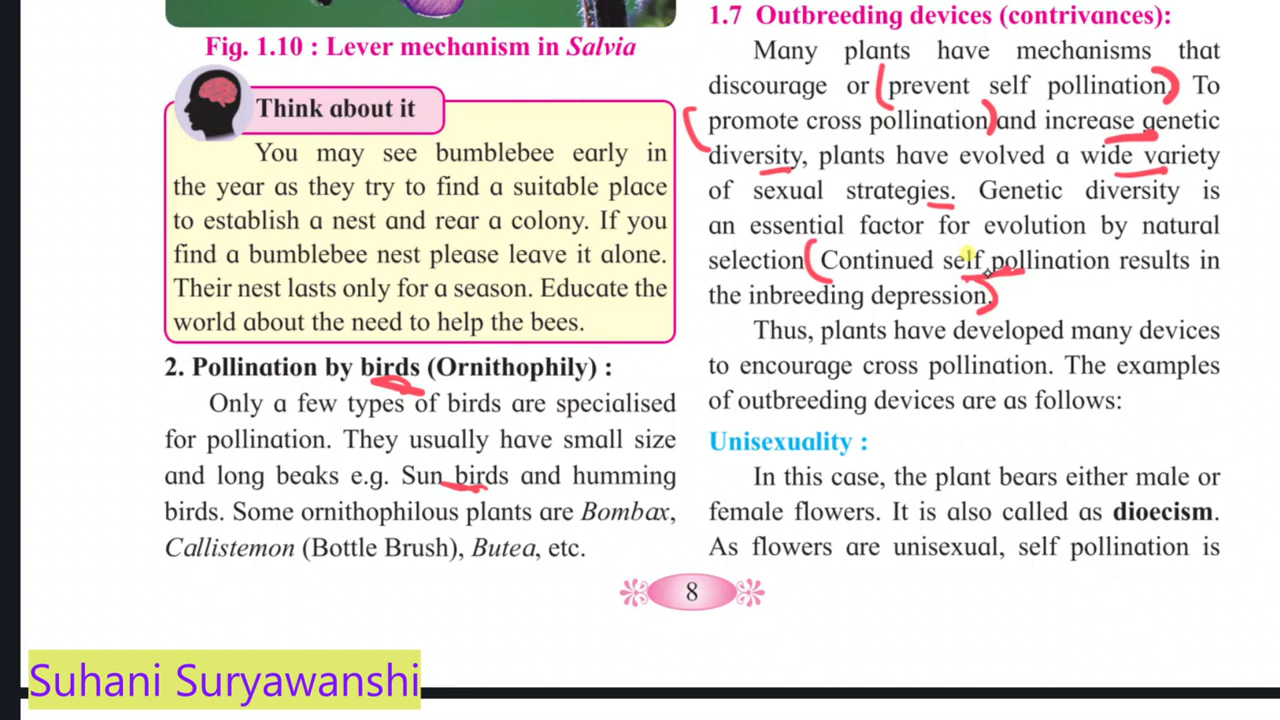 Fig. 1.10 : Lever mechanism in Salvia
Think about it
You may see bumblebee early in
the year as they try to find a suitable place
to establish a nest and rear a colony. If you
find a bumblebee nest please leave it alone.
Their nest lasts only for a season. Educate the
world about the need to help the bees.
2. Pollination by birds (Ornithophily) :
Only a few types of birds are specialised
for pollination. They usually have small size
and long beaks e.g. Sun birds and humming
birds. Some ornithophilous plants are Bombax,
Callistemon (Bottle Brush), Butea, etc.
1.7 Outbreeding devices (contrivances):
Many plants have mechanisms that
discourage or prevent self pollination. To
promote cross pollination and increase genetic
diversity, plants have evolved a wide variety
of sexual strategies. Genetic diversity is
an essential factor for evolution by natural
selection. Continued self pollination results in
the inbreeding depression.
Thus, plants have developed many devices
to encourage cross pollination. The examples
of outbreeding devices are as follows:
Unisexuality :
In this case, the plant bears either male or
female flowers. It is also called as dioecism.
As flowers are unisexual, self pollination is
8
Suhani Suryawanshi